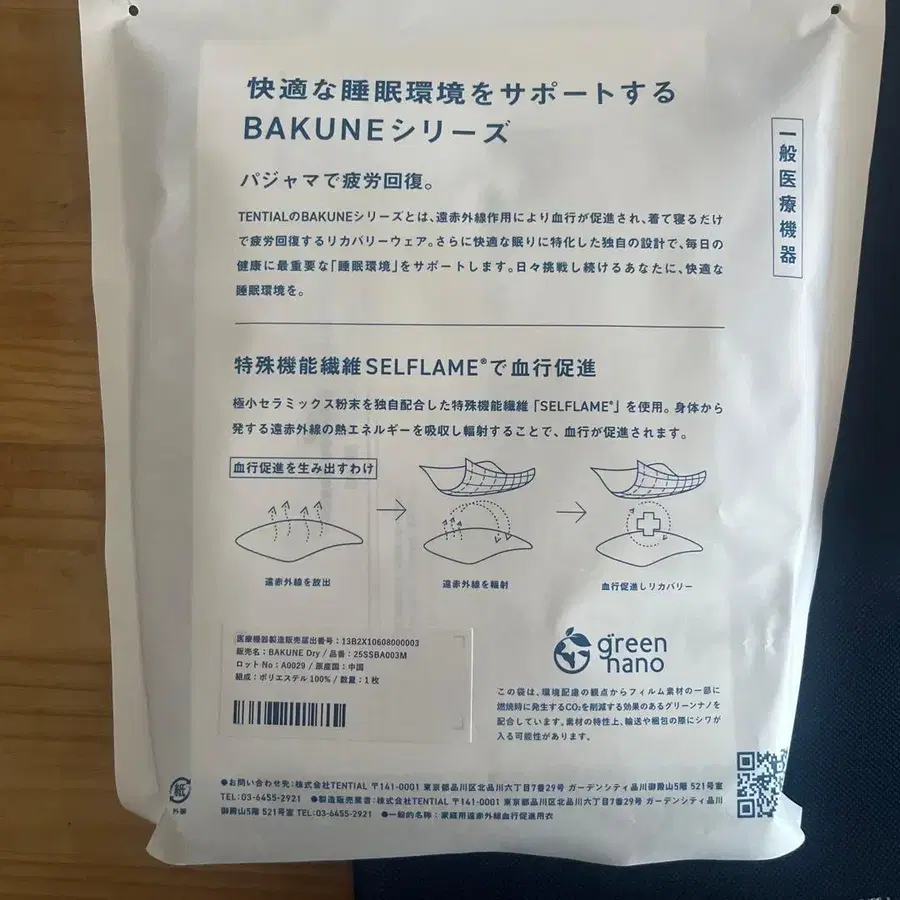 快適な睡眠環境をサポートする
BAKUNEシリーズ
一般医療機器
パジャマで疲労回復。
TENTIALのBAKUNEシリーズとは、遠赤外線作用により血行が促進され、着て寝るだけ
で疲労回復するリカバリーウェア。さらに快適な眠りに特化した独自の設計で、毎日の
健康に最重要な「睡眠環境」をサポートします。日々挑戦し続けるあなたに、快適な
睡眠環境を。
特殊機能繊維SELFLAME®で血行促進
極小セラミックス粉末を独自配合した特殊機能繊維「SELFLAME®」を使用。身体から
発する遠赤外線の熱エネルギーを吸収し輻射することで、血行が促進されます。
血行促進を生み出すわけ
遠赤外線を放出
遠赤外線を輻射
血行促進しリカバリー
医療機器製造販売届出番号：13B2X10608000003
販売名：BAKUNE Dry / 品番：25SSBA003M
ロット No：A0029 / 原産国：中国
組成：ポリエステル 100% / 数量：1 枚
green
nano
この袋は、環境配慮の観点からフィルム素材の一部に
燃焼時に発生するCO₂を削減する効果のあるグリーンナノを
配合しています。素材の特性上、輸送や梱包の際にシワが
入る可能性があります。
紙
外装
●お問い合わせ先：株式会社TENTIAL 〒141-0001 東京都品川区北品川六丁目7番29号 ガーデンシティ品川御殿山5階 521号室
TEL：03-6455-2921 ●製造販売業者：株式会社TENTIAL 〒141-0001 東京都品川区北品川六丁目7番29号 ガーデンシティ品川
御殿山5階 521号室 TEL：03-6455-2921 ●一般的名称：家庭用遠赤外線血行促進用衣